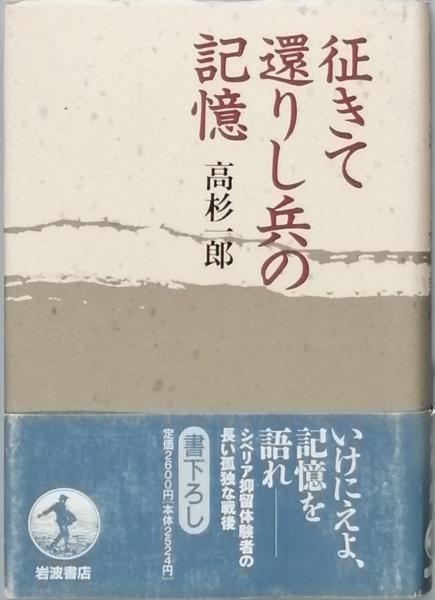 征きて
還りし兵の
記憶
高杉一郎
いけにえよ、
記憶を
語れ――
シベリア抑留体験者の
長い孤独な戦後
書下ろし
定価2600円[本体2524円]
岩波書店